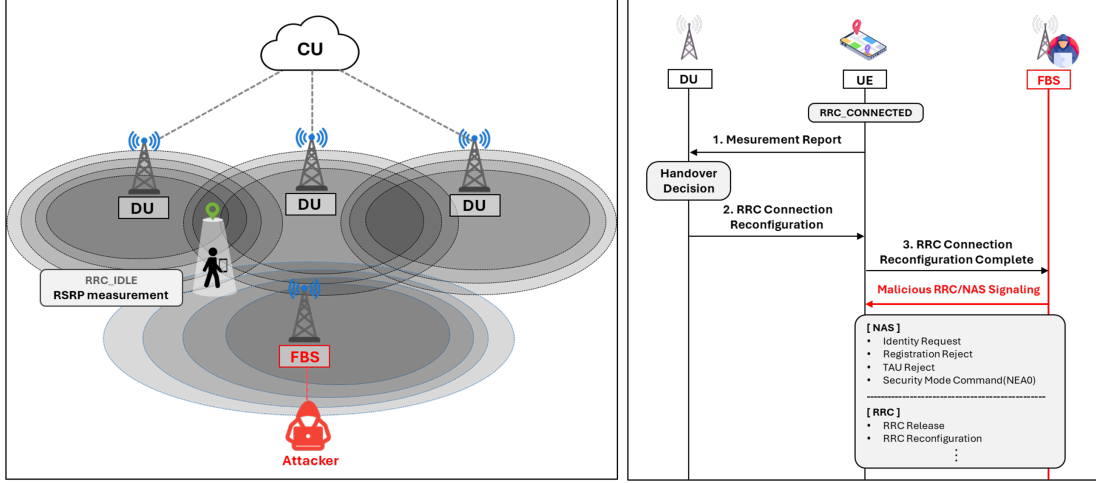 CU
DU
DU
DU
RRC_IDLE
RSRP measurement
FBS
Attacker
DU
UE
FBS
RRC_CONNECTED
1. Mesurement Report
Handover
Decision
2. RRC Connection
Reconfiguration
3. RRC Connection
Reconfiguration Complete
Malicious RRC/NAS Signaling
[ NAS ]
• Identity Request
• Registration Reject
• TAU Reject
• Security Mode Command(NEA0)
[ RRC ]
• RRC Release
• RRC Reconfiguration
⋮